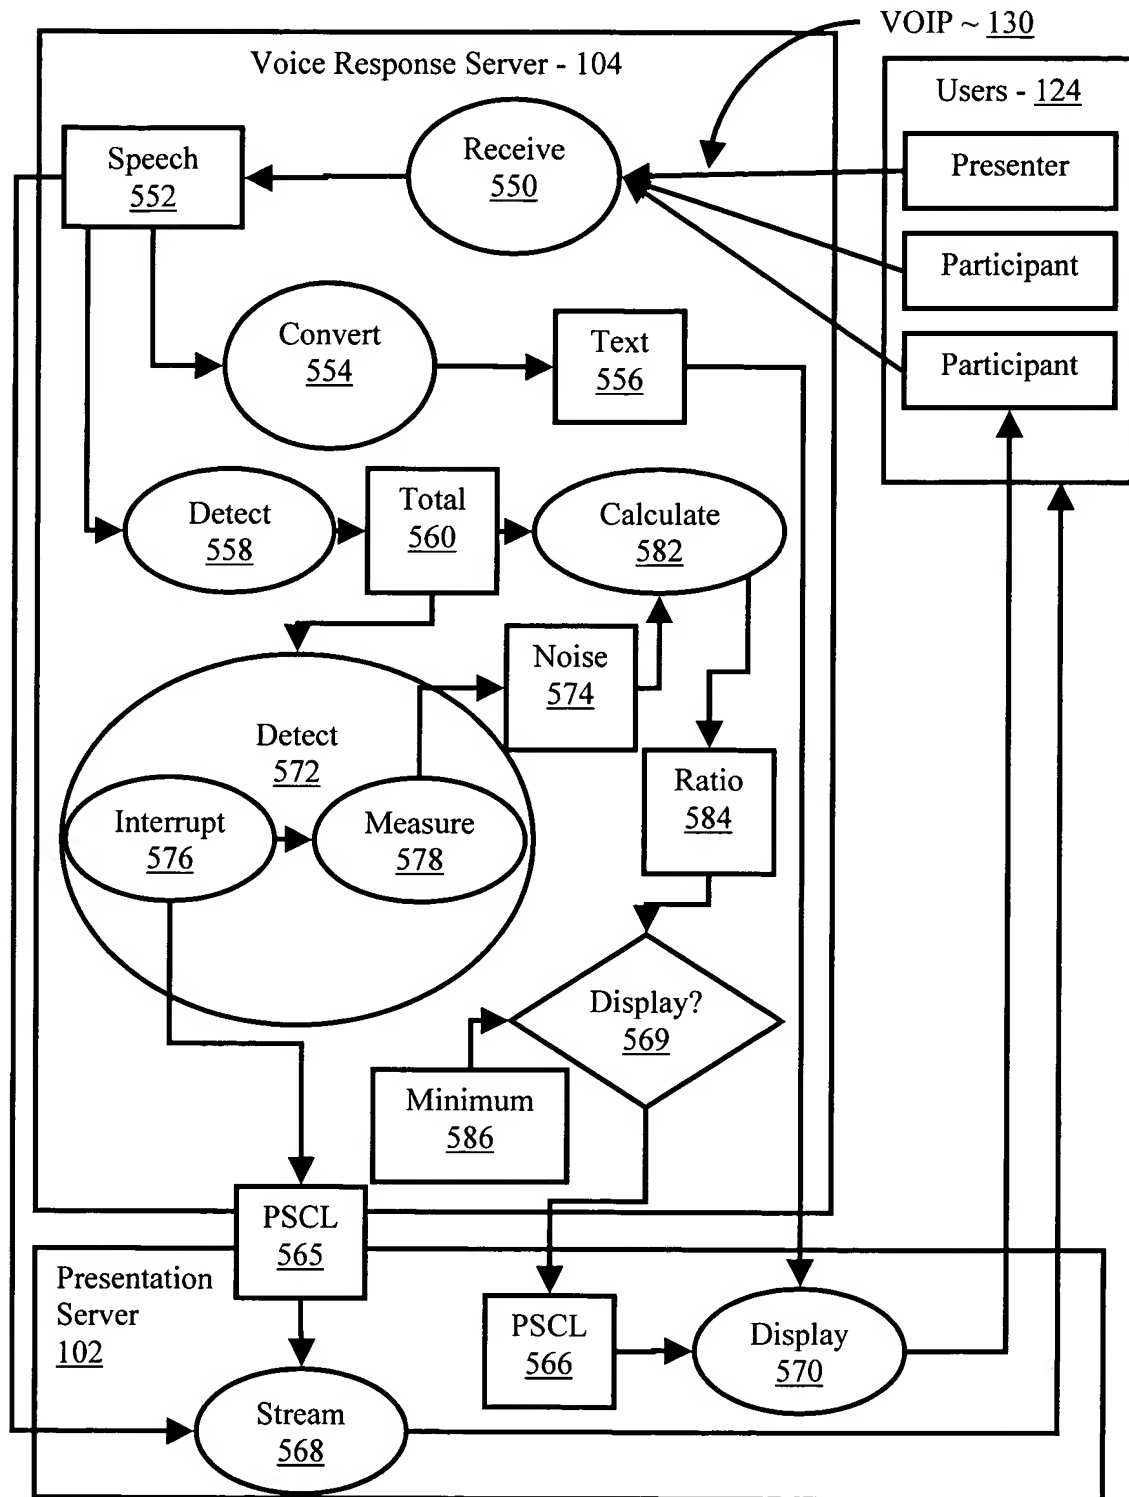 VOIP ~ 130
Voice Response Server - 104
Users - 124
Speech
552
Receive
550
Presenter
Participant
Participant
Convert
554
Text
556
Detect
558
Total
560
Calculate
582
Noise
574
Detect
572
Interrupt
576
Measure
578
Ratio
584
Display?
569
Minimum
586
PSCL
565
Presentation
Server
102
PSCL
566
Display
570
Stream
568